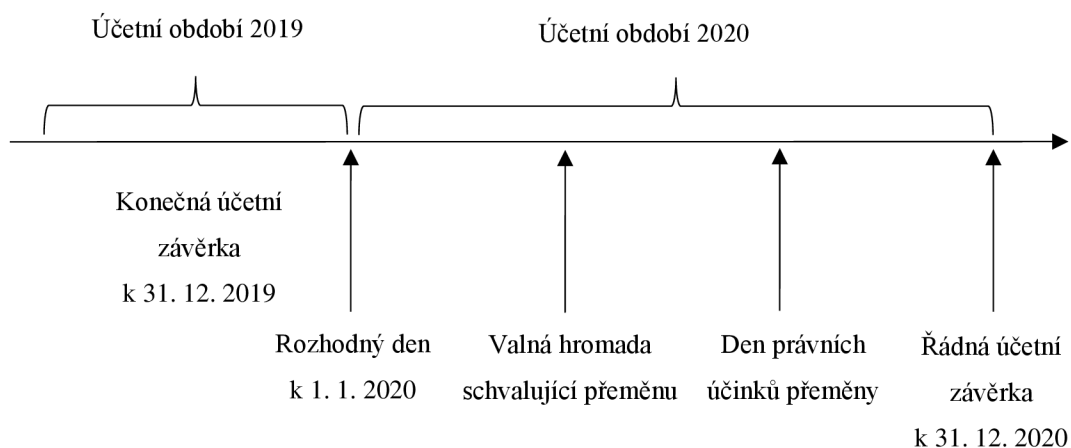 Účetní období 2019
Účetní období 2020
Konečná účetní
závěrka
k 31. 12. 2019
Rozhodný den
k 1. 1. 2020
Valná hromada
schvalující přeměnu
Den právních
účinků přeměny
Řádná účetní
závěrka
k 31. 12. 2020